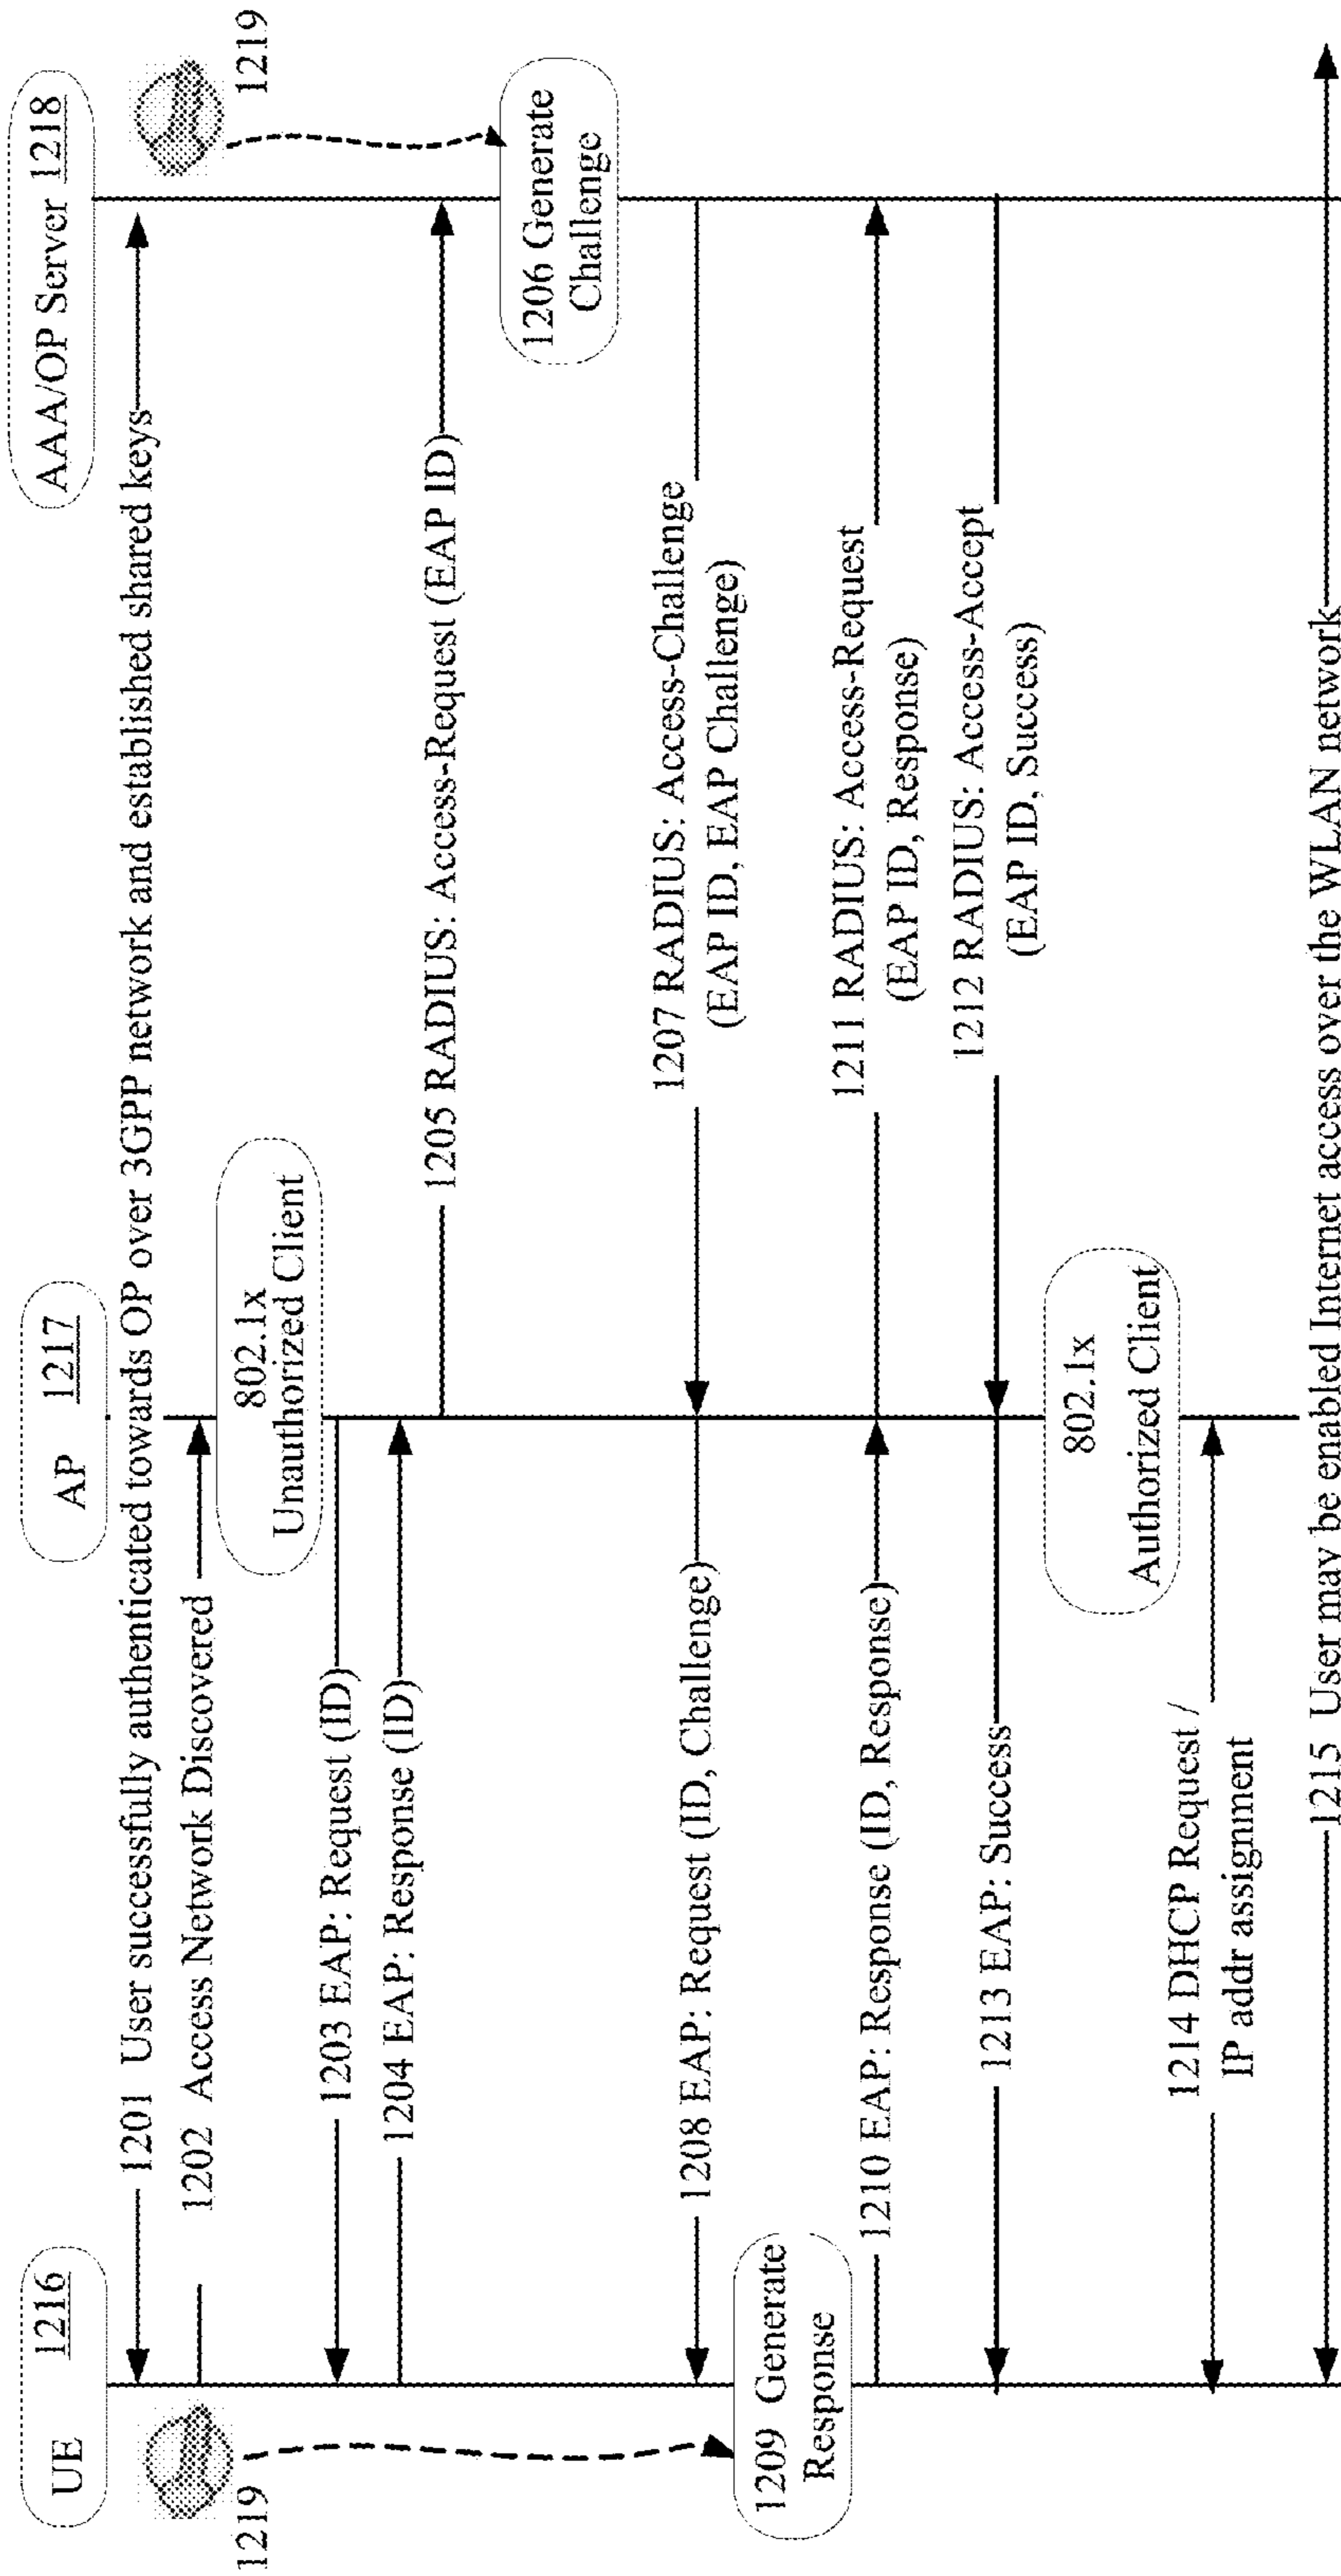 UE 1216
AP 1217
AAA/OP Server 1218
1219
1219
1201 User successfully authenticated towards OP over 3GPP network and established shared keys
1202 Access Network Discovered
802.1x
Unauthorized Client
1203 EAP: Request (ID)
1204 EAP: Response (ID)
1205 RADIUS: Access-Request (EAP ID)
1206 Generate
Challenge
1207 RADIUS: Access-Challenge
(EAP ID, EAP Challenge)
1208 EAP: Request (ID, Challenge)
1209 Generate
Response
1210 EAP: Response (ID, Response)
1211 RADIUS: Access-Request
(EAP ID, Response)
1212 RADIUS: Access-Accept
(EAP ID, Success)
1213 EAP: Success
802.1x
Authorized Client
1214 DHCP Request /
IP addr assignment
1215 User may be enabled Internet access over the WLAN network